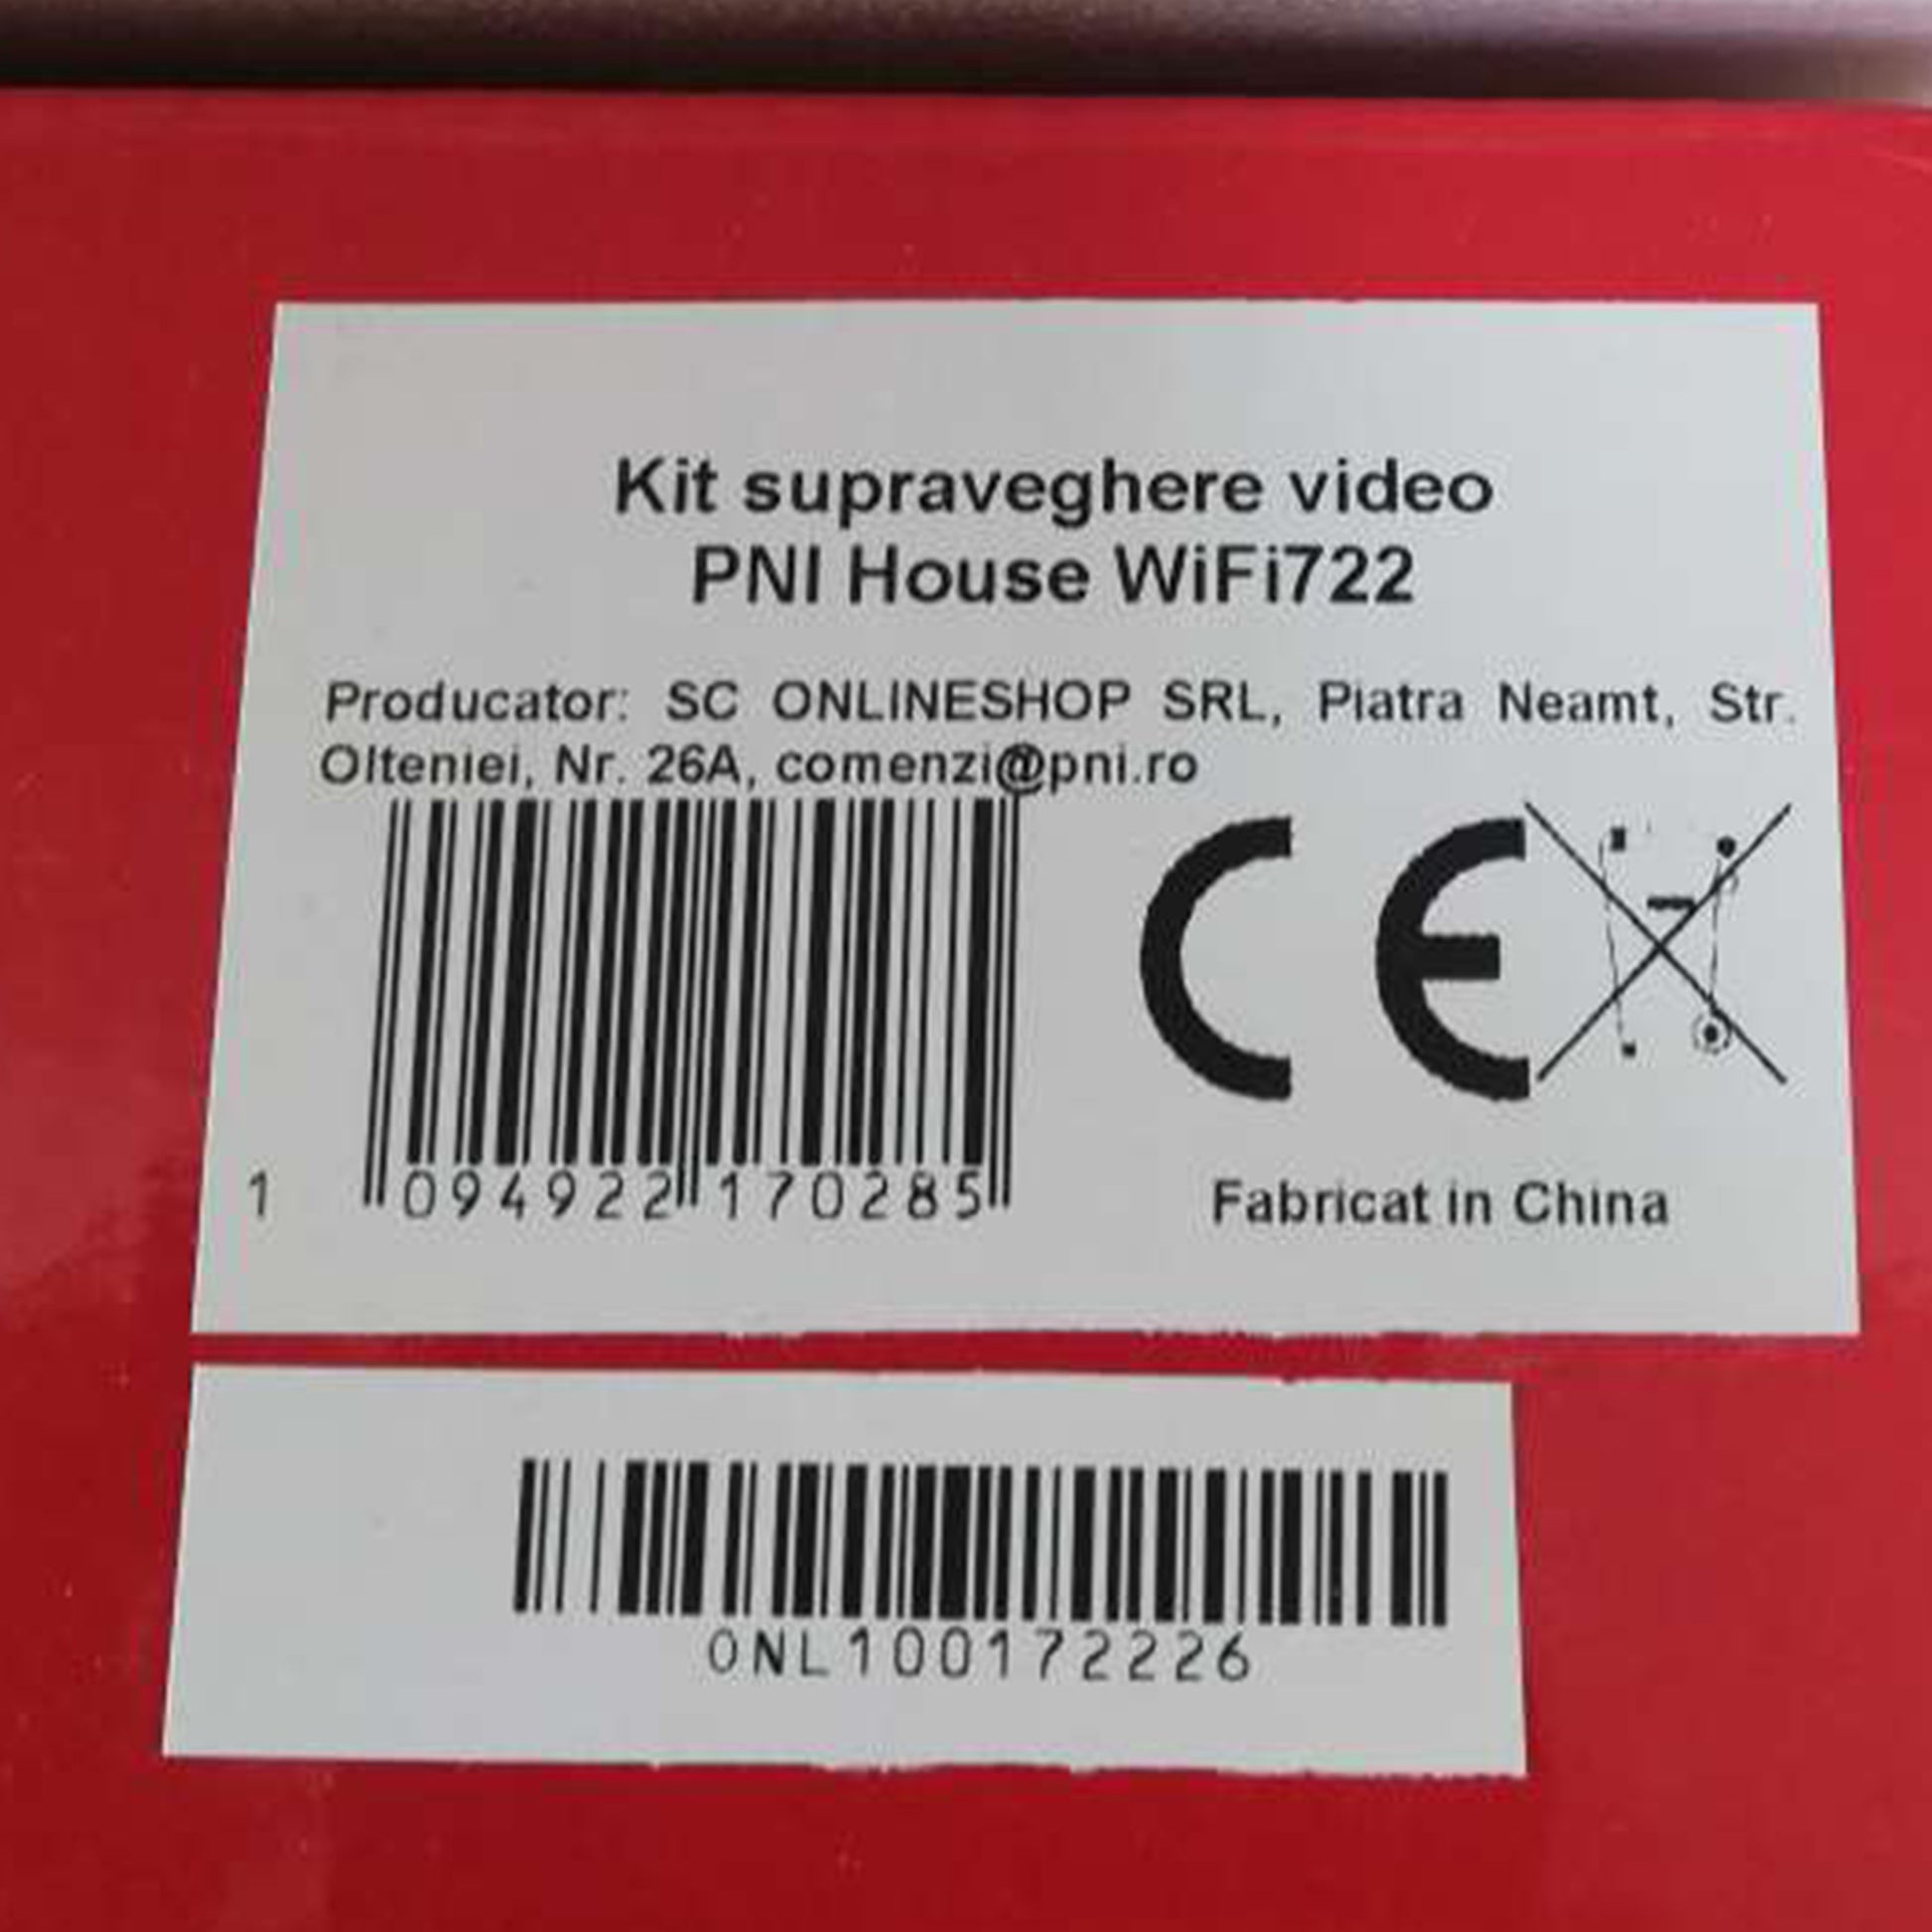 Kit supraveghere video
PNI House WiFi722
Producator: SC ONLINESHOP SRL, Piatra Neamt, Str.
Olteniei, Nr. 26A, comenzi@pni.ro
CE
1 094922 170285
Fabricat in China
0NL100172226